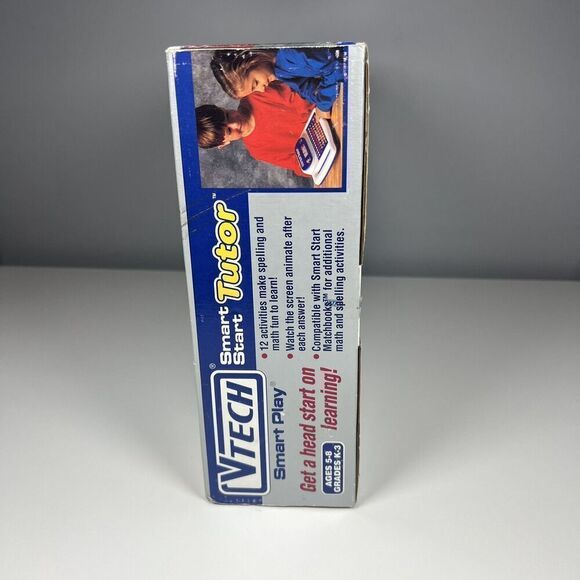 VTECH®
Smart Play®
Smart
Start
Tutor™
Get a head start on
learning!
AGES 5-8
GRADES K-3
• 12 activities make spelling and
math fun to learn!
• Watch the screen animate after
each answer!
• Compatible with Smart Start
Matchbooks™ for additional
math and spelling activities.